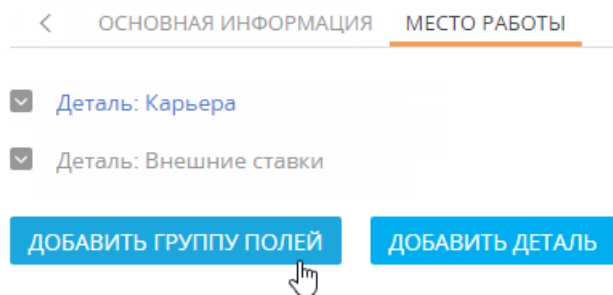 ОСНОВНАЯ ИНФОРМАЦИЯ МЕСТО РАБОТЫ
Деталь: Карьера
Деталь: Внешние ставки
ДОБАВИТЬ ГРУППУ ПОЛЕЙ ДОБАВИТЬ ДЕТАЛЬ